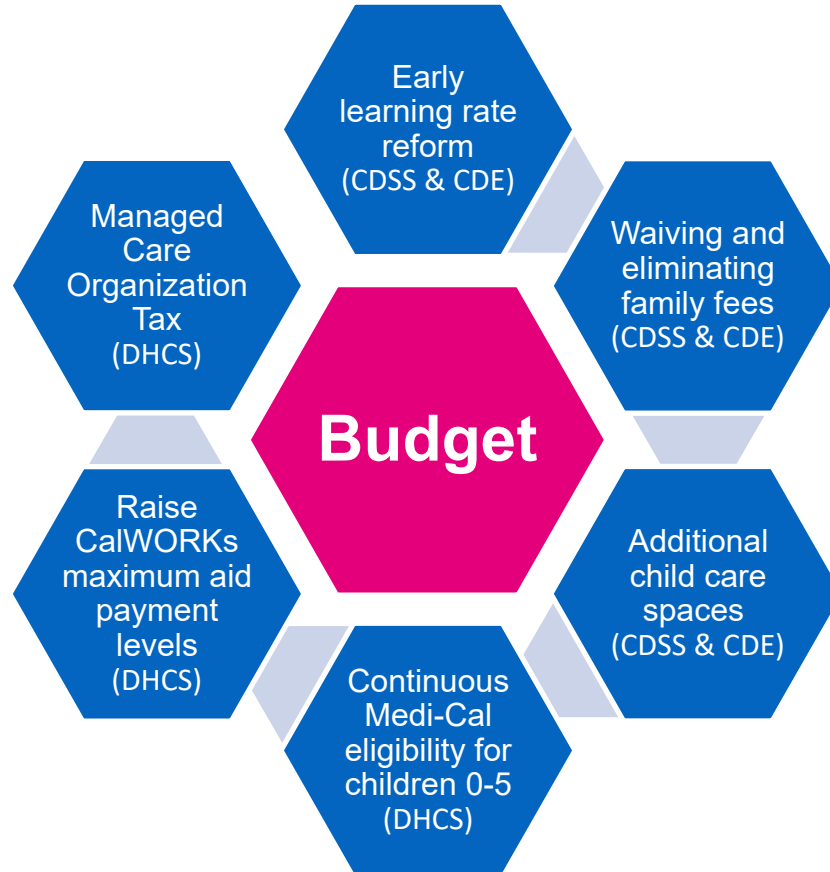 Early
learning rate
reform
(CDSS & CDE)
Waiving and
eliminating
family fees
(CDSS & CDE)
Additional
child care
spaces
(CDSS & CDE)
Continuous
Medi-Cal
eligibility for
children 0-5
(DHCS)
Raise
CalWORKs
maximum aid
payment
levels
(DHCS)
Managed
Care
Organization
Tax
(DHCS)
Budget